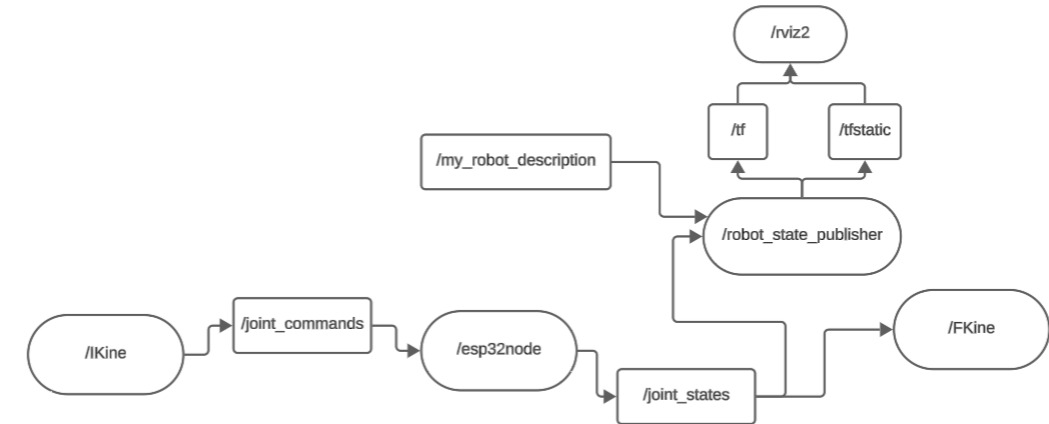 /rviz2
/tf
/tfstatic
/my_robot_description
/robot_state_publisher
/joint_commands
/FKine
/IKine
/esp32node
/joint_states